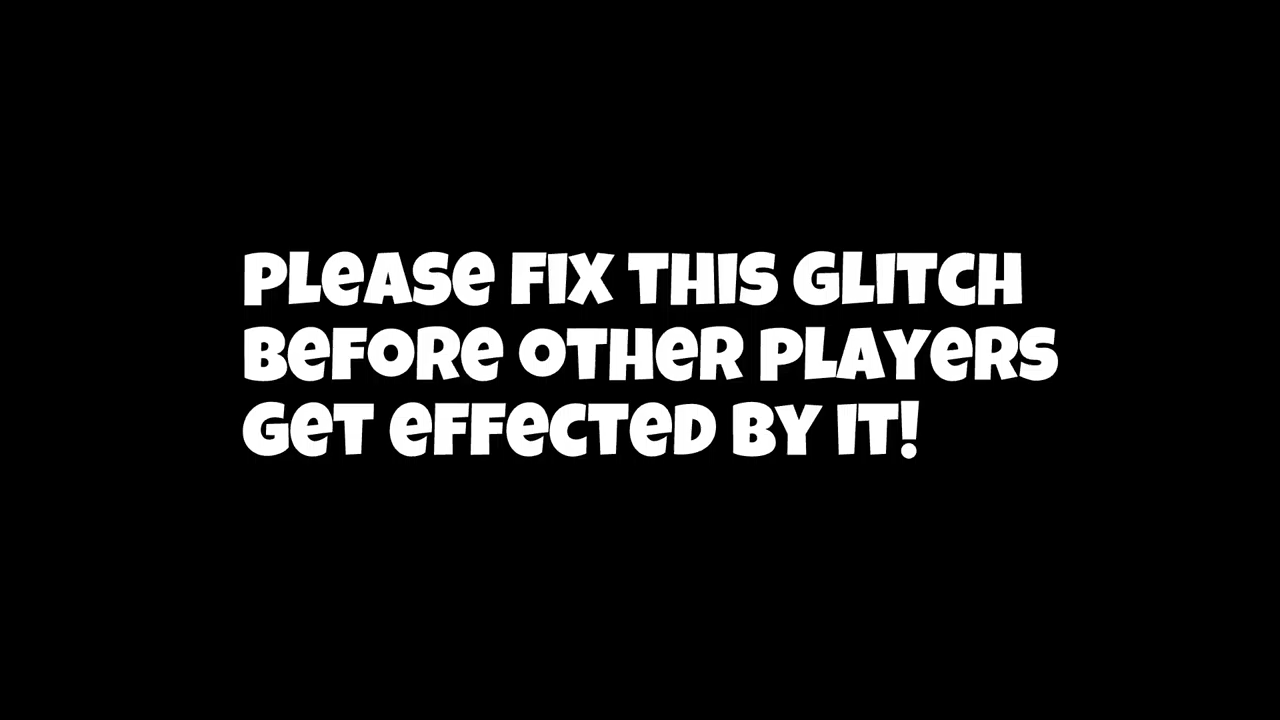 PLEASE FIX THIS GLITCH
BEFORE OTHER PLAYERS
GET EFFECTED BY IT!